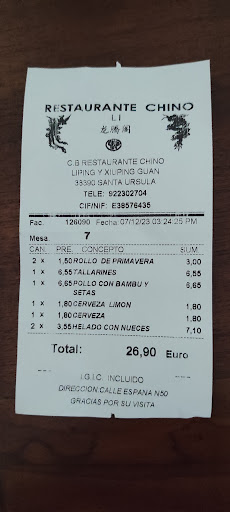 RESTAURANTE CHINO
LI
龙腾阁
C.B RESTAURANTE CHINO
LIPING Y XIUPING GUAN
38390 SANTA URSULA
TELE: 922302704
CIF/NIF: E38576435
Fac. 126090 Fecha: 07/12/23 03:24:25 PM
Mesa. 7
CAN. PRE. CONCEPTO SUM.
2 x 1,50 ROLLO DE PRIMAVERA 3,00
1 x 6,55 TALLARINES 6,55
1 x 6,65 POLLO CON BAMBU Y SETAS 6,65
1 x 1,80 CERVEZA LIMON 1,80
1 x 1,80 CERVEZA 1,80
2 x 3,55 HELADO CON NUECES 7,10
Total: 26,90 Euro
I.G.I.C INCLUIDO
DIRECCION:CALLE ESPANA N50
GRACIAS POR SU VISITA